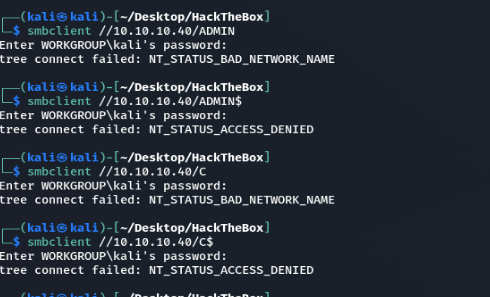 (kali㉿kali)-[~/Desktop/HackTheBox]
$ smbclient //10.10.10.40/ADMIN
Enter WORKGROUP\kali's password:
tree connect failed: NT_STATUS_BAD_NETWORK_NAME
(kali㉿kali)-[~/Desktop/HackTheBox]
$ smbclient //10.10.10.40/ADMIN$
Enter WORKGROUP\kali's password:
tree connect failed: NT_STATUS_ACCESS_DENIED
(kali㉿kali)-[~/Desktop/HackTheBox]
$ smbclient //10.10.10.40/C
Enter WORKGROUP\kali's password:
tree connect failed: NT_STATUS_BAD_NETWORK_NAME
(kali㉿kali)-[~/Desktop/HackTheBox]
$ smbclient //10.10.10.40/C$
Enter WORKGROUP\kali's password:
tree connect failed: NT_STATUS_ACCESS_DENIED
(kali㉿kali)-[~/Desktop/HackTheBox]